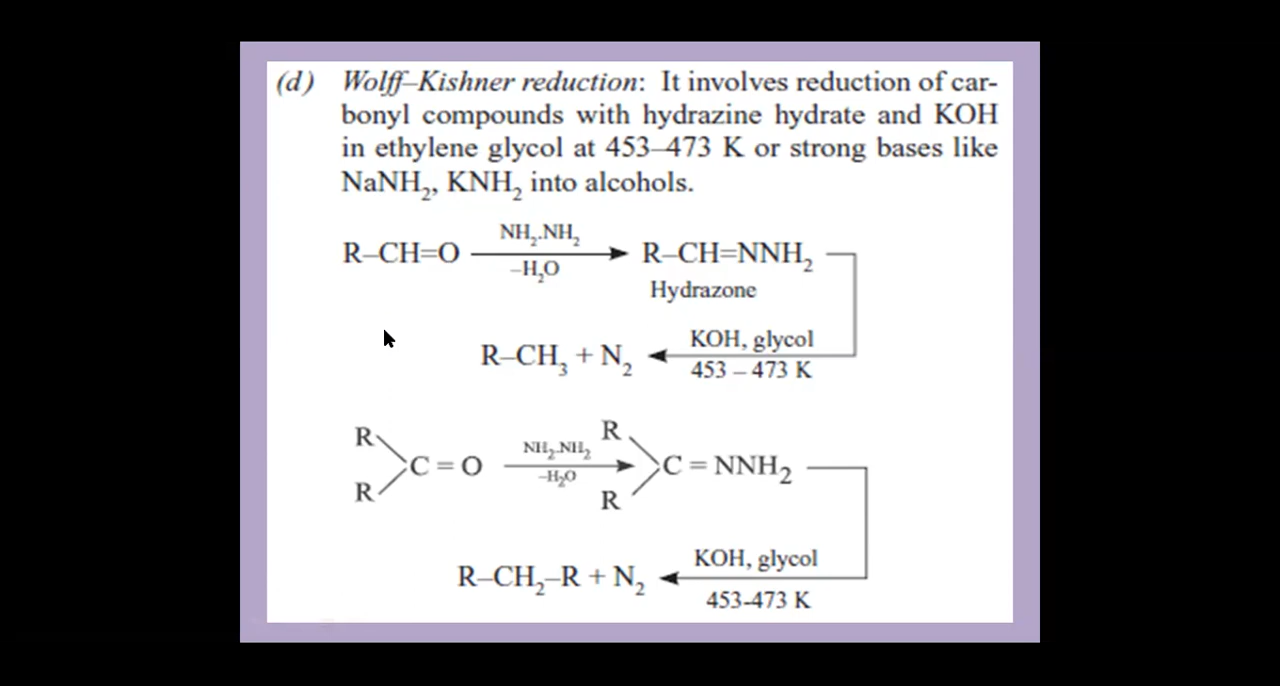 (d) Wolff–Kishner reduction: It involves reduction of car-
bonyl compounds with hydrazine hydrate and KOH
in ethylene glycol at 453–473 K or strong bases like
NaNH₂, KNH₂ into alcohols.
NH₂.NH₂
R–CH=O R–CH=NNH₂
–H₂O
Hydrazone
KOH, glycol
R–CH₃ + N₂
453 – 473 K
R R
NH₂-NH₂
C = O C = NNH₂
–H₂O
R R
KOH, glycol
R–CH₂–R + N₂
453-473 K